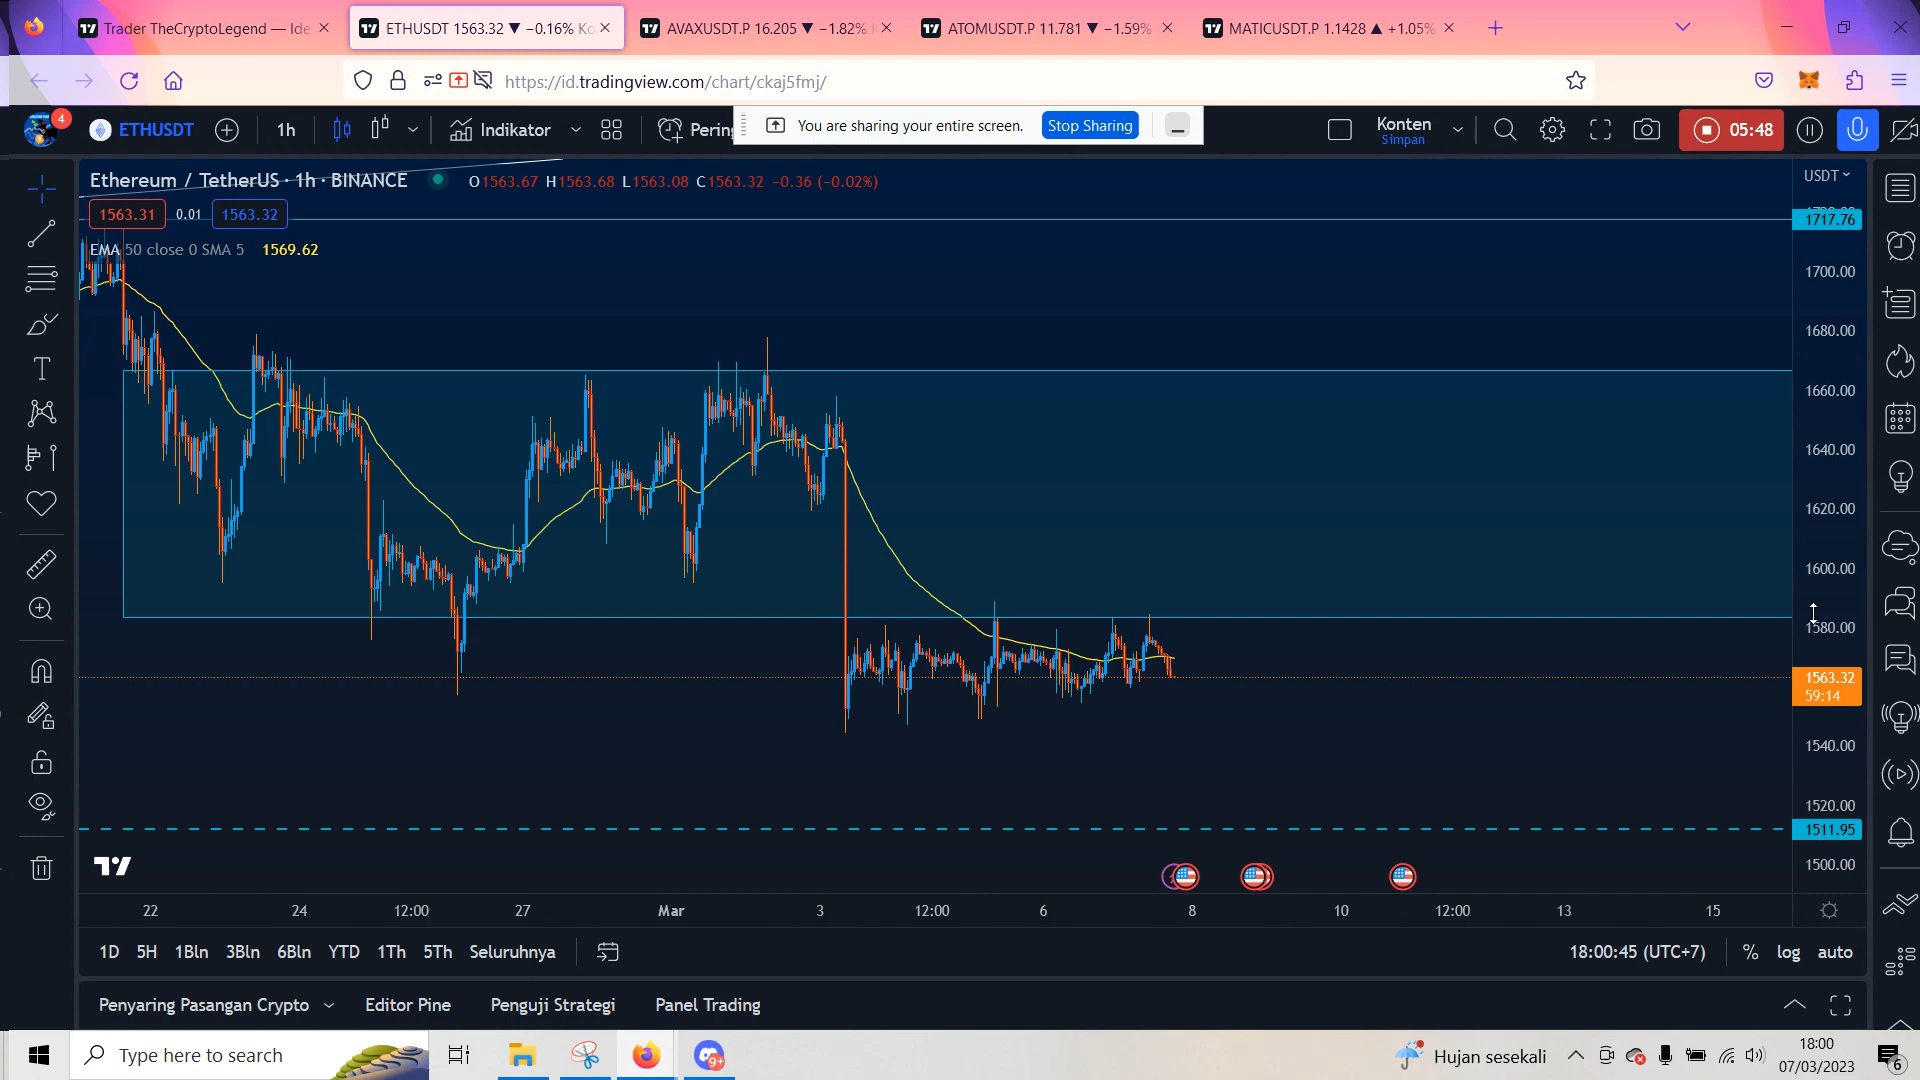 Trader TheCryptoLegend — Ide
ETHUSDT 1563.32 ▼ −0.16% Ko
AVAXUSDT.P 16.205 ▼ −1.82%
ATOMUSDT.P 11.781 ▼ −1.59%
MATICUSDT.P 1.1428 ▲ +1.05%
https://id.tradingview.com/chart/ckaj5fmj/
4
ETHUSDT
1h
Indikator
Pering
You are sharing your entire screen.
Stop Sharing
Konten
Simpan
05:48
Ethereum / TetherUS · 1h · BINANCE
O1563.67 H1563.68 L1563.08 C1563.32 −0.36 (−0.02%)
USDT
1563.31 0.01 1563.32
1717.76
EMA 50 close 0 SMA 5 1569.62
1700.00
1680.00
1660.00
1640.00
1620.00
1600.00
1580.00
1563.32
59:14
1540.00
1520.00
1511.95
1500.00
22 24 12:00 27 Mar 3 12:00 6 8 10 12:00 13 15
1D 5H 1Bln 3Bln 6Bln YTD 1Th 5Th Seluruhnya
18:00:45 (UTC+7) % log auto
Penyaring Pasangan Crypto Editor Pine Penguji Strategi Panel Trading
Type here to search
9+
Hujan sesekali
18:00
07/03/2023
6